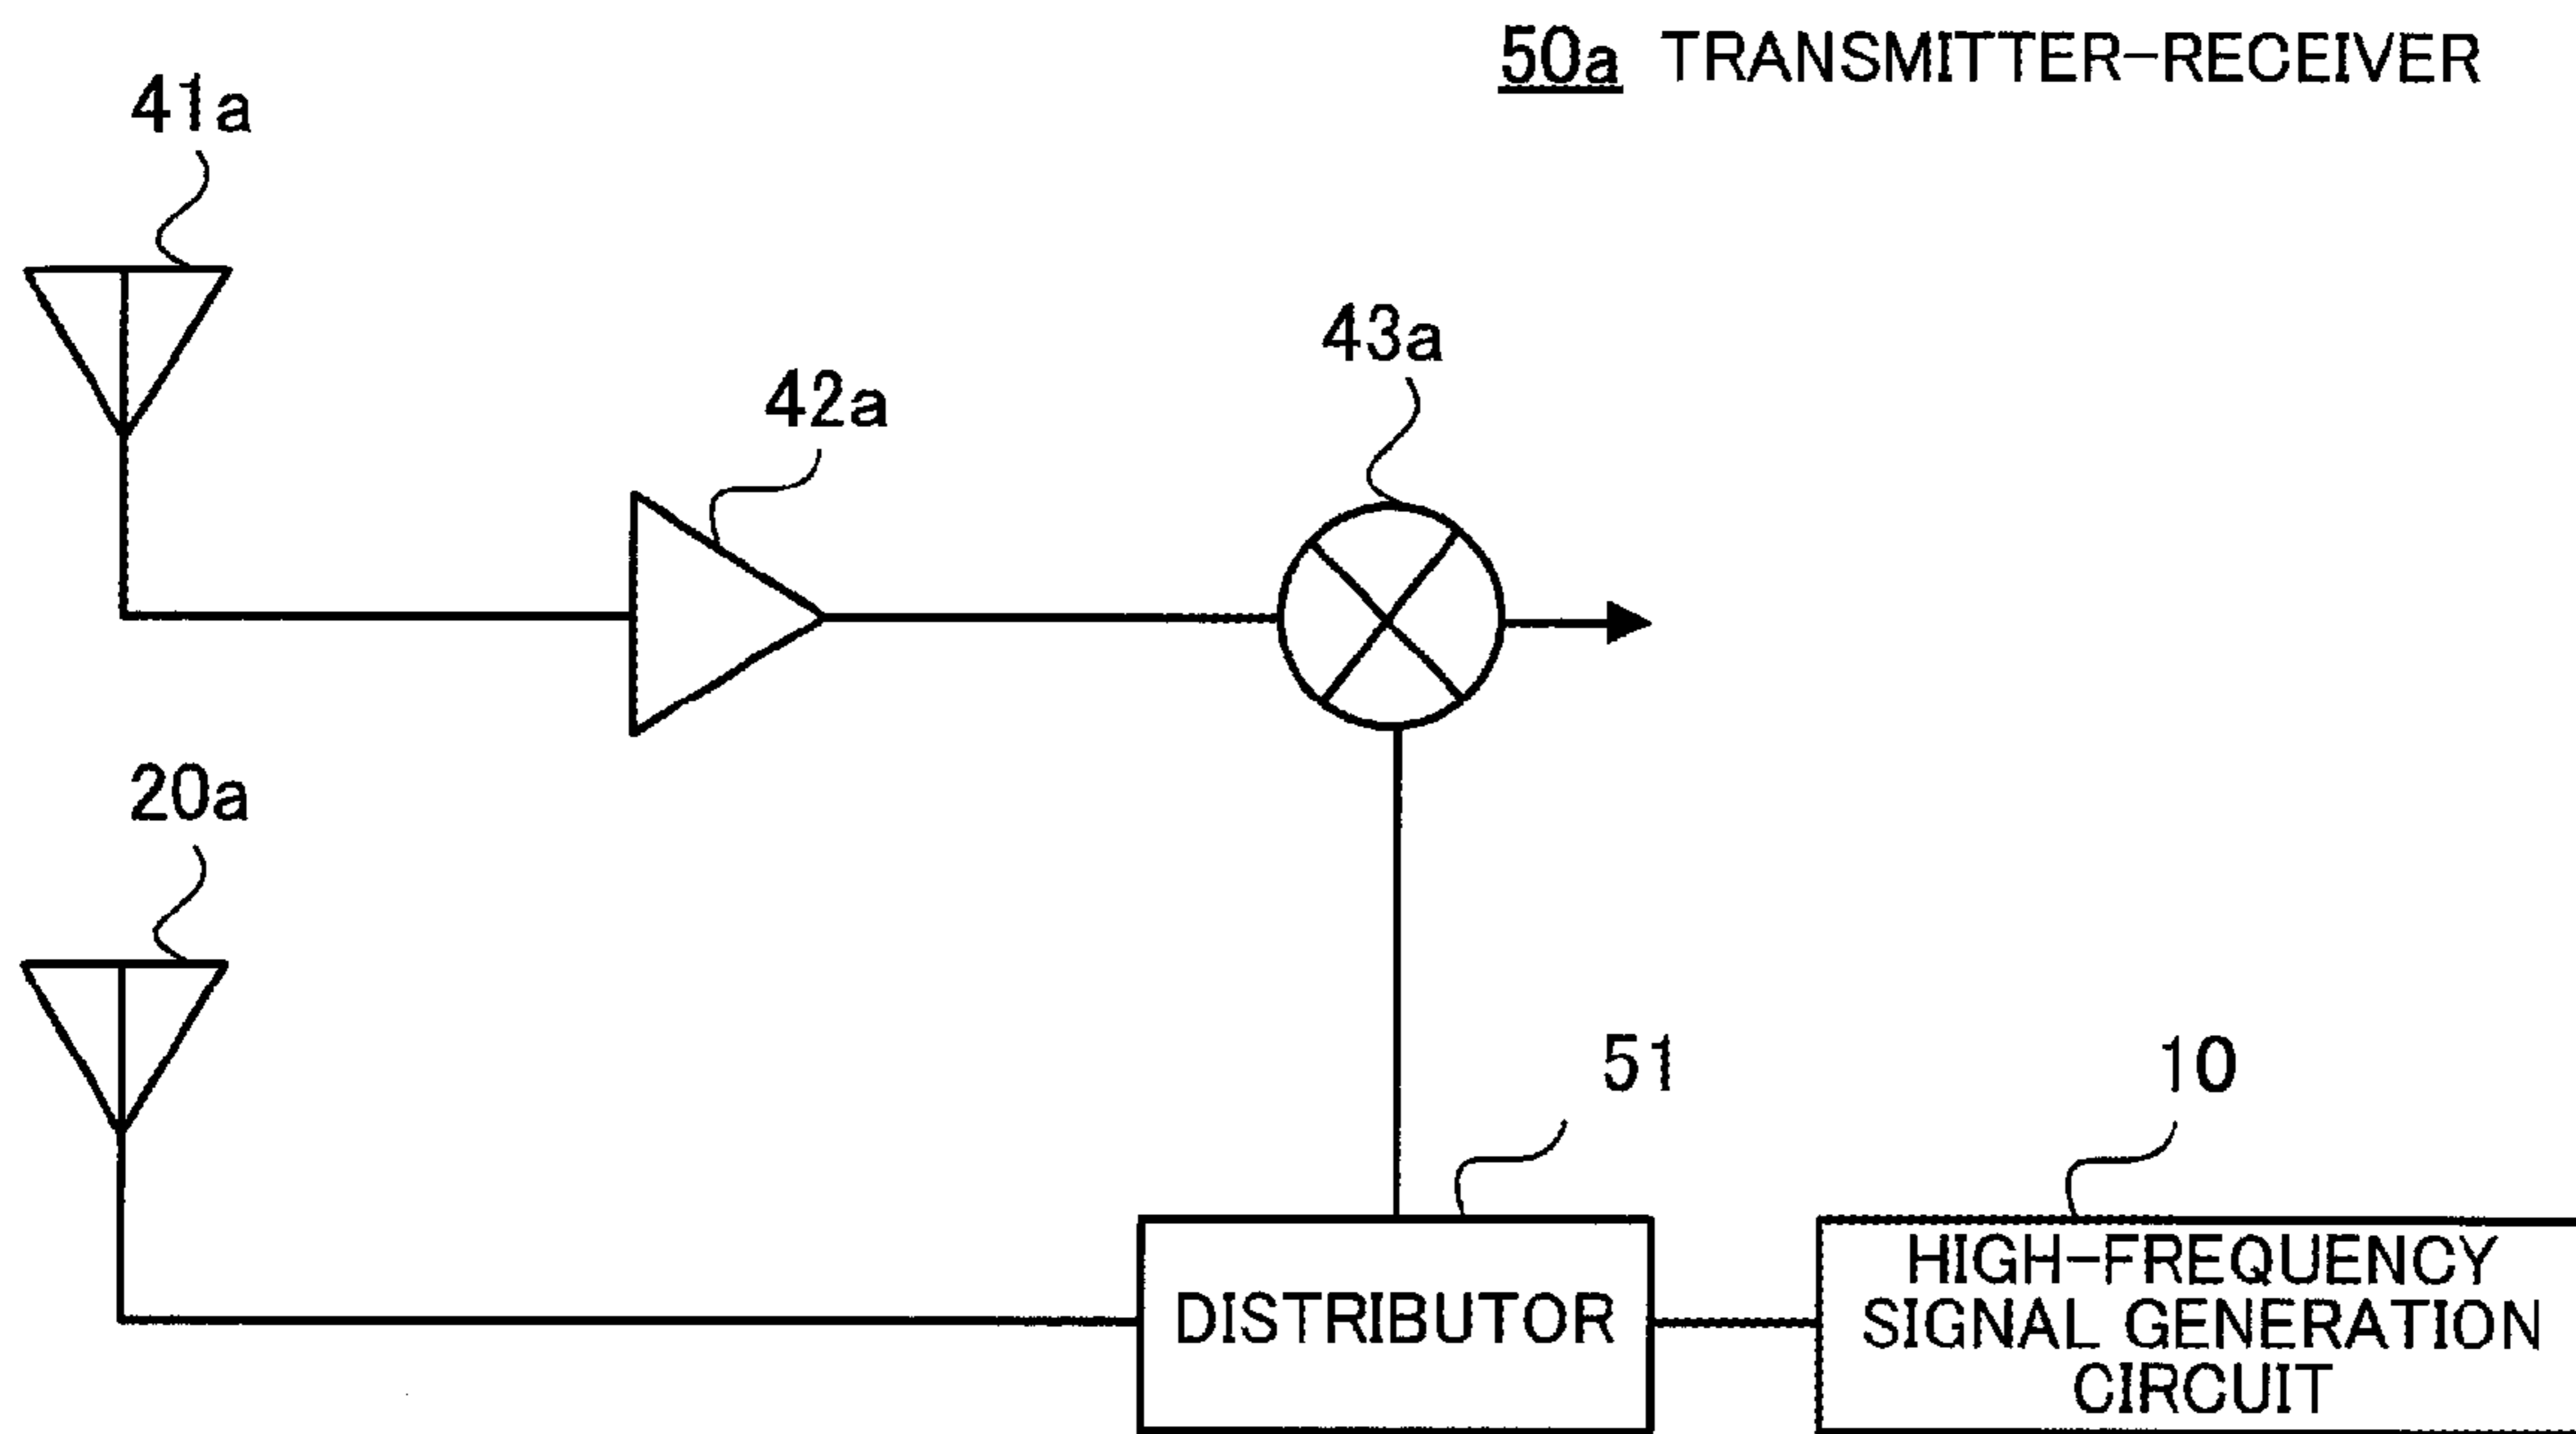 50a TRANSMITTER-RECEIVER
41a
43a
42a
20a
51
10
DISTRIBUTOR
HIGH-FREQUENCY
SIGNAL GENERATION
CIRCUIT